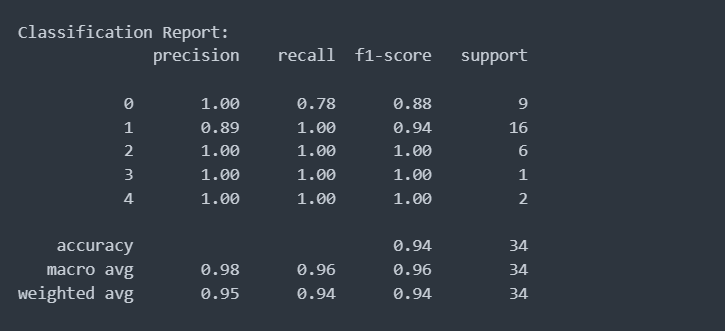 Classification Report:
precision recall f1-score support
0 1.00 0.78 0.88 9
1 0.89 1.00 0.94 16
2 1.00 1.00 1.00 6
3 1.00 1.00 1.00 1
4 1.00 1.00 1.00 2
accuracy 0.94 34
macro avg 0.98 0.96 0.96 34
weighted avg 0.95 0.94 0.94 34